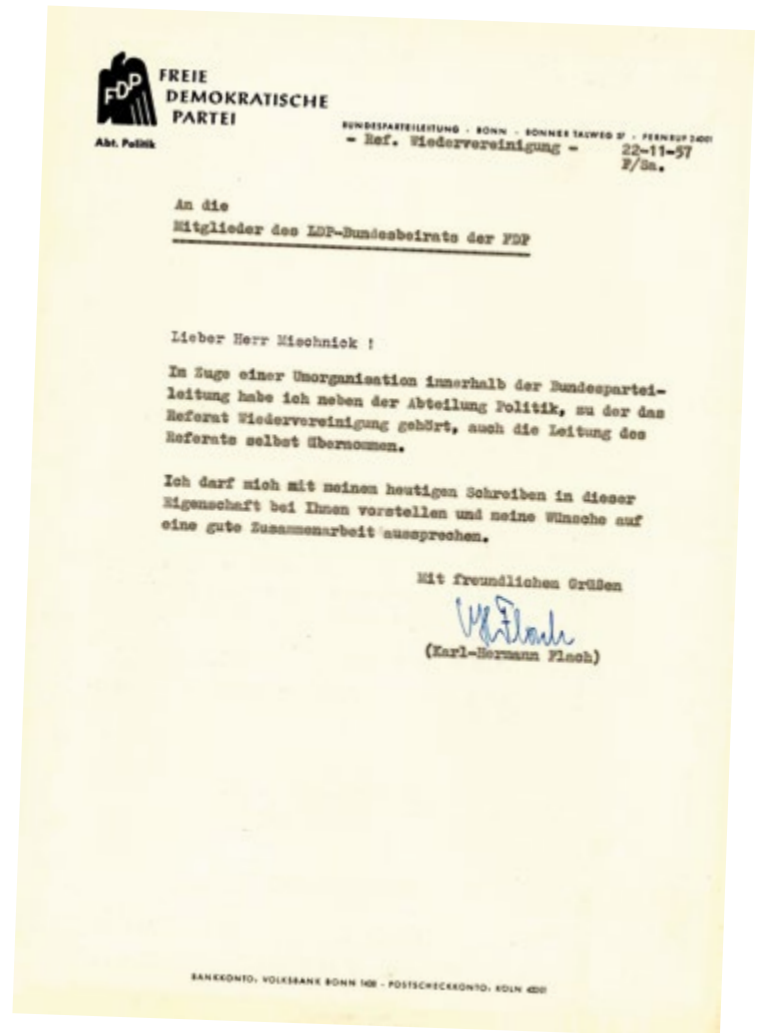 FDP
FREIE
DEMOKRATISCHE
PARTEI
Abt. Politik
BUNDESPARTEILEITUNG - BONN - BONNER TALWEG - FERNRUF
- Ref. Wiedervereinigung - 22-11-57
F/Sa.
An die
Mitglieder des LDP-Bundesbeirats der FDP
Lieber Herr Mischnick !
Im Zuge einer Umorganisation innerhalb der Bundespartei-
leitung habe ich neben der Abteilung Politik, zu der das
Referat Wiedervereinigung gehört, auch die Leitung des
Referats selbst übernommen.
Ich darf mich mit meinem heutigen Schreiben in dieser
Eigenschaft bei Ihnen vorstellen und meine Wünsche auf
eine gute Zusammenarbeit aussprechen.
Mit freundlichen Grüßen
Flach
(Karl-Hermann Flach)
BANKKONTO: VOLKSBANK BONN - POSTSCHECKKONTO: KÖLN